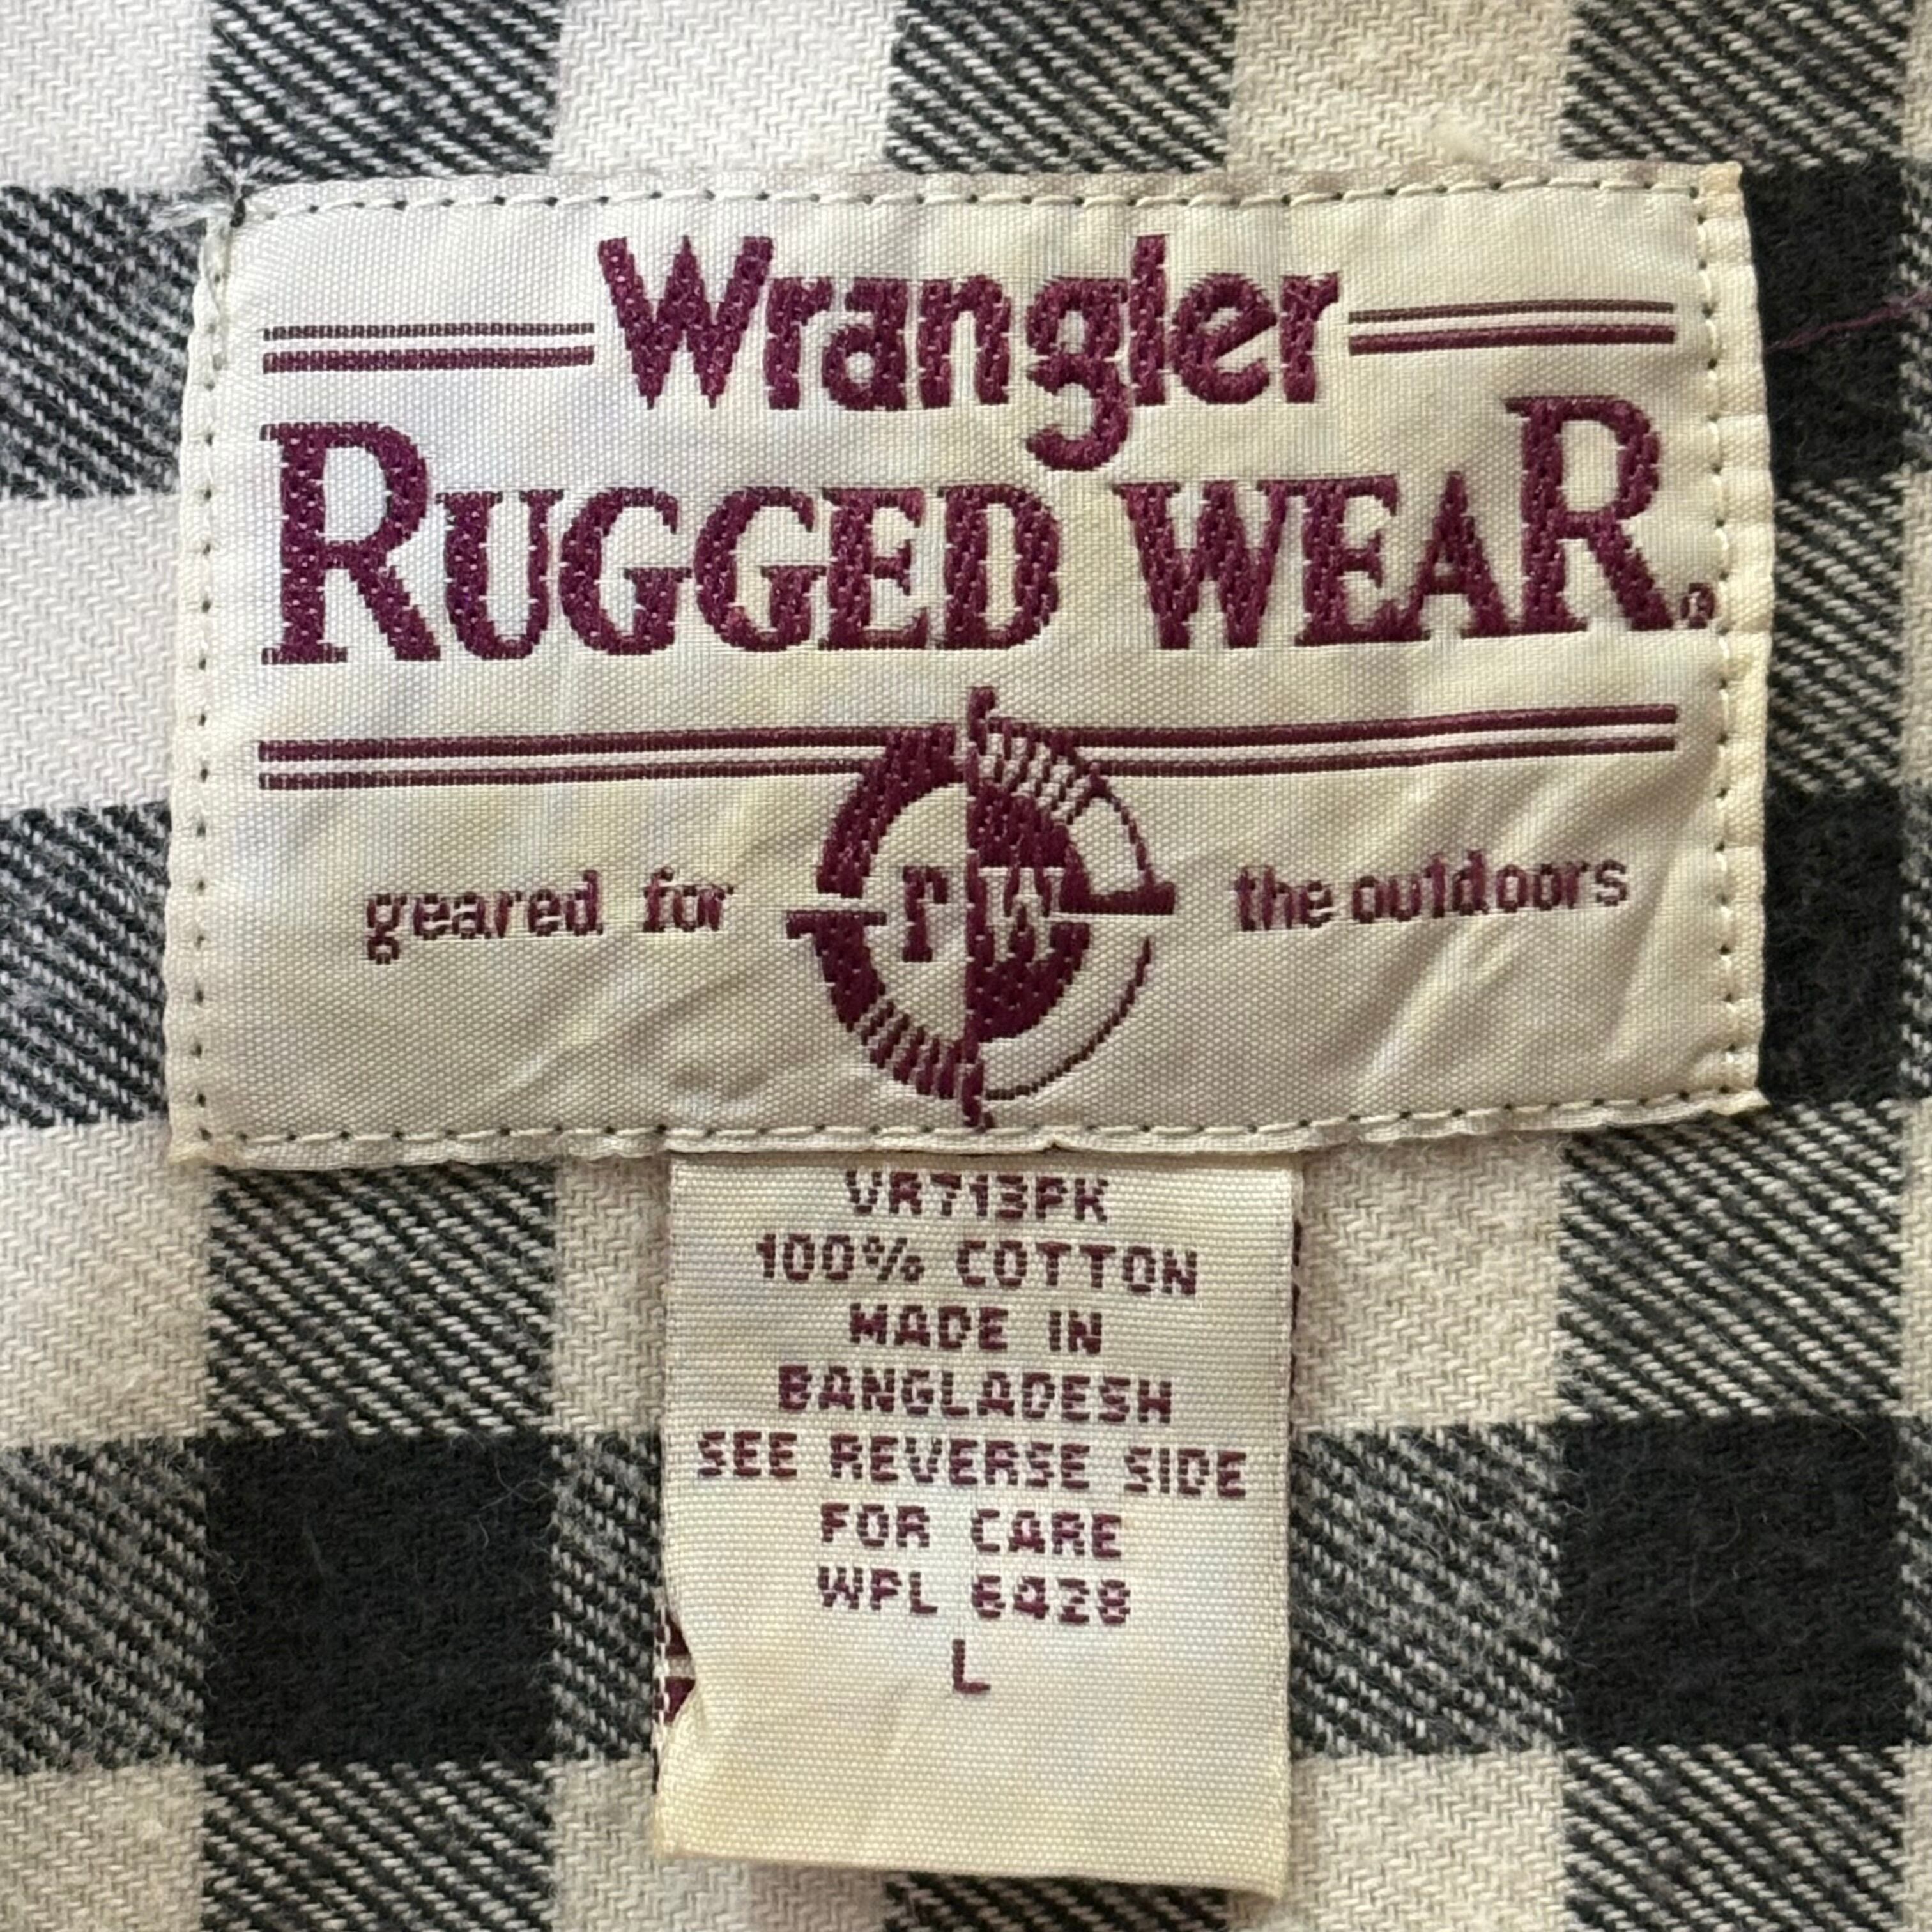 Wrangler
RUGGED WEAR®
geared for rw the outdoors
VR713PK
100% COTTON
MADE IN
BANGLADESH
SEE REVERSE SIDE
FOR CARE
WPL 6428
L